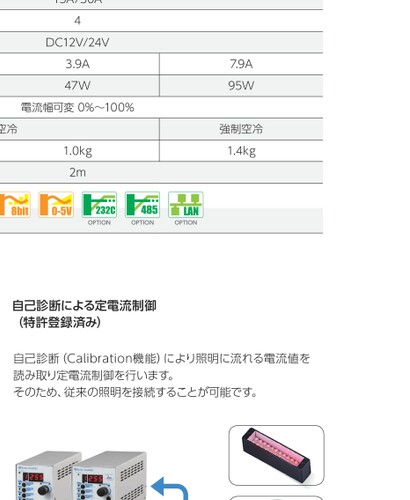 15A/30A
4
DC12V/24V
3.9A 7.9A
47W 95W
電流幅可変 0%～100%
空冷 強制空冷
1.0kg 1.4kg
2m
8bit 0-5V 232C 485 LAN
OPTION OPTION OPTION
自己診断による定電流制御
（特許登録済み）
自己診断（Calibration機能）により照明に流れる電流値を
読み取り定電流制御を行います。
そのため、従来の照明を接続することが可能です。